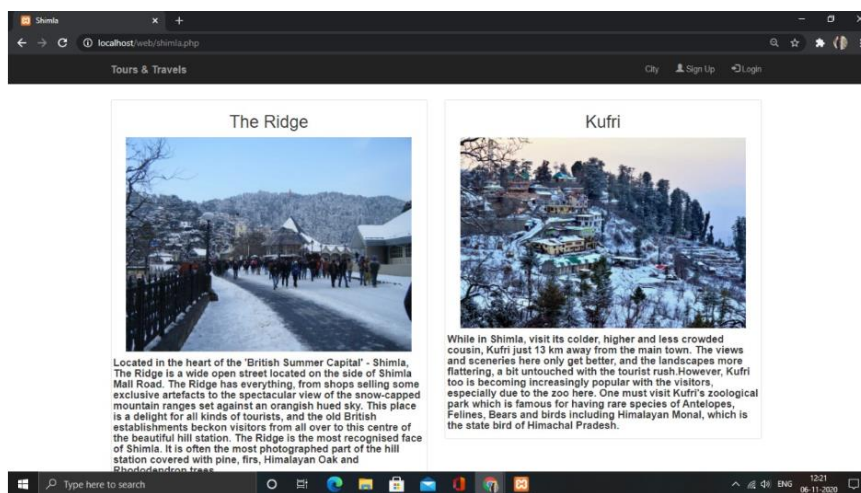 Shimla
localhost/web/shimla.php
Tours & Travels
City
Sign Up
Login
The Ridge
Located in the heart of the 'British Summer Capital' - Shimla,
The Ridge is a wide open street located on the side of Shimla
Mall Road. The Ridge has everything, from shops selling some
exclusive artefacts to the spectacular view of the snow-capped
mountain ranges set against an orangish hued sky. This place
is a delight for all kinds of tourists, and the old British
establishments beckon visitors from all over to this centre of
the beautiful hill station. The Ridge is the most recognised face
of Shimla. It is often the most photographed part of the hill
station covered with pine, firs, Himalayan Oak and
Rhododendron trees
Kufri
While in Shimla, visit its colder, higher and less crowded
cousin, Kufri just 13 km away from the main town. The views
and sceneries here only get better, and the landscapes more
flattering, a bit untouched with the tourist rush.However, Kufri
too is becoming increasingly popular with the visitors,
especially due to the zoo here. One must visit Kufri's zoological
park which is famous for having rare species of Antelopes,
Felines, Bears and birds including Himalayan Monal, which is
the state bird of Himachal Pradesh.
Type here to search
ENG
12:21
06-11-2020